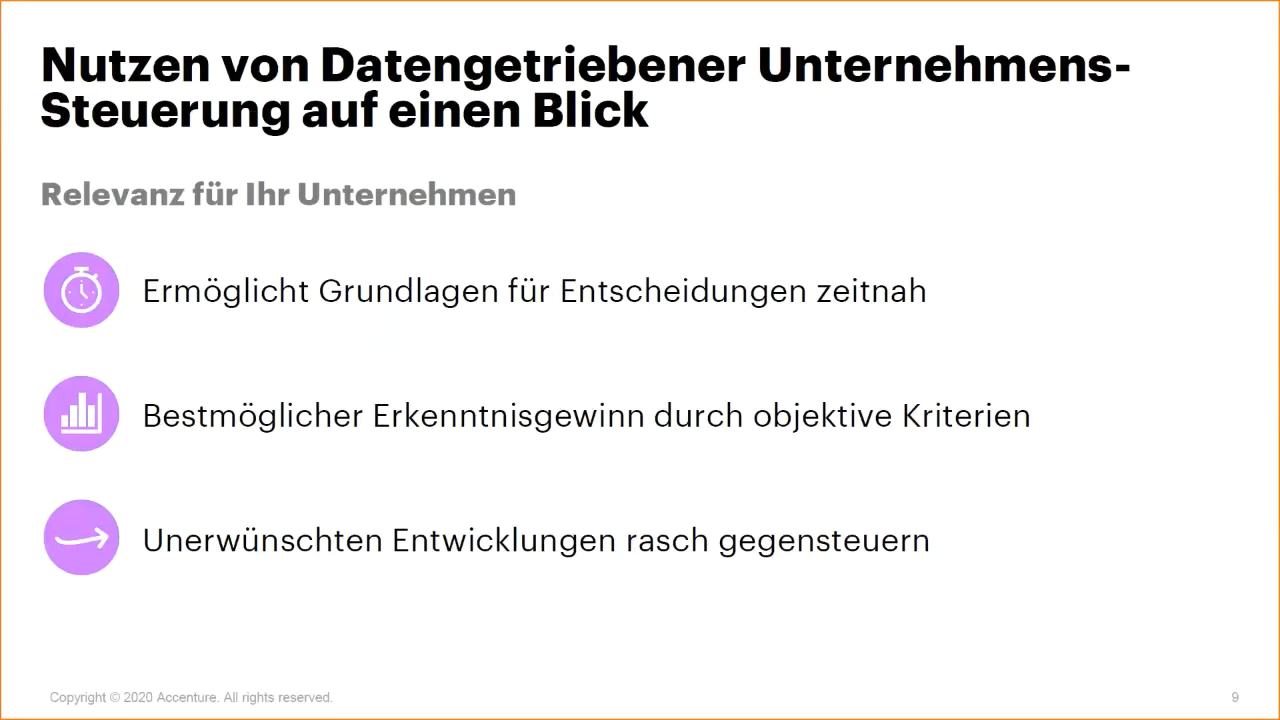 Nutzen von Datengetriebener Unternehmens-
Steuerung auf einen Blick
Relevanz für Ihr Unternehmen
Ermöglicht Grundlagen für Entscheidungen zeitnah
Bestmöglicher Erkenntnisgewinn durch objektive Kriterien
Unerwünschten Entwicklungen rasch gegensteuern
Copyright © 2020 Accenture. All rights reserved.
9